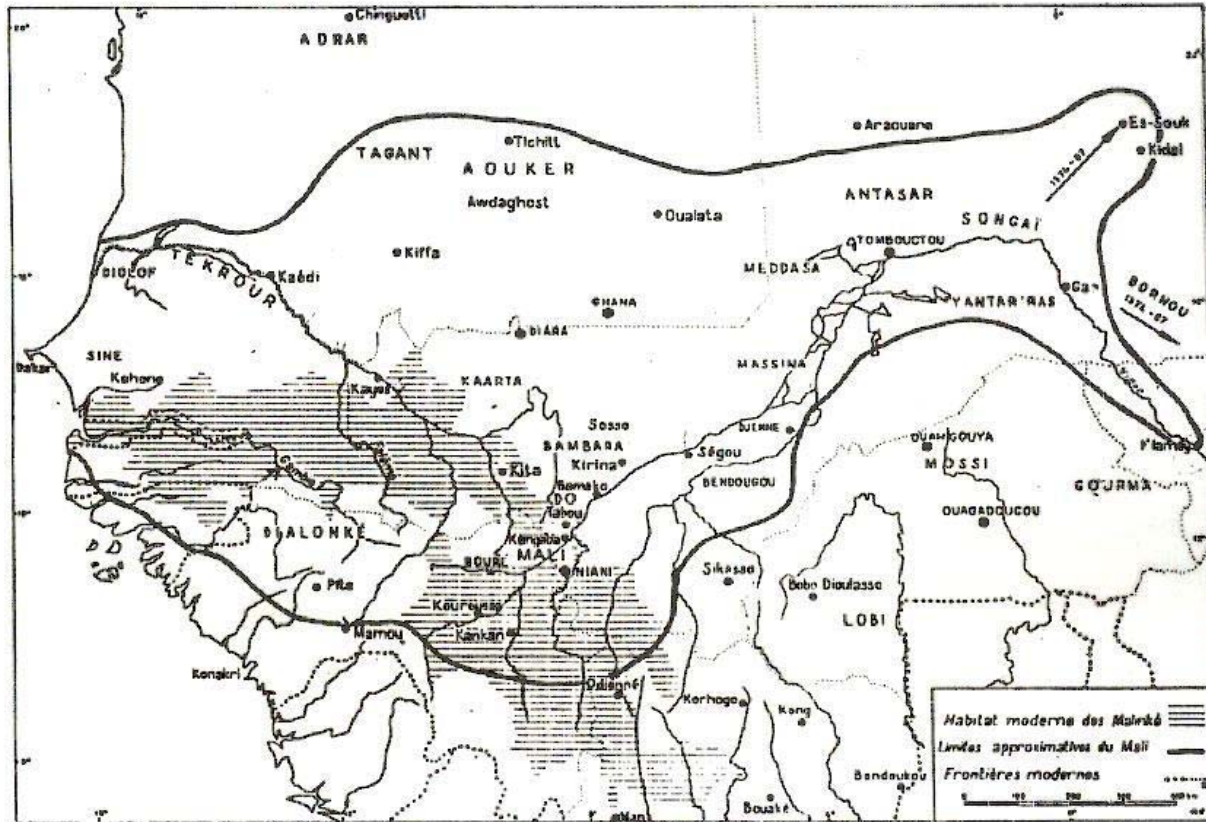 Chinguetti
ADRAR
Tichitt
TAGANT
AOUKER
Awdaghost
Araouane
Es-Souk
Kidal
ANTASAR
Oualata
SONGAÏ
TOMBOUCTOU
Kiffa
DIOLOF
TEKROUR
Kaédi
MEDDASA
YANTAR'RAS
BORNOU
GHANA
DIARA
SINE
Kahone
Dakar
Kayes
KAARTA
MASSINA
Sosso
BAMBARA
Kirina
DJENNE
Ségou
Kita
BENDOUGOU
Bamako
DO
Tabou
OUAHIGOUYA
MOSSI
Niamey
GOURMA
OUAGADOUGOU
DIALONKE
Kangaba
MALI
BOURE
NIANI
Sikasso
Bobo Dioulasso
LOBI
Pita
Kouroussa
Kankan
Mamou
Konakri
Odienné
Korhogo
Kong
Bondoukou
Bouaké
Man
Habitat moderne des Malinké
Limites approximatives du Mali
Frontières modernes